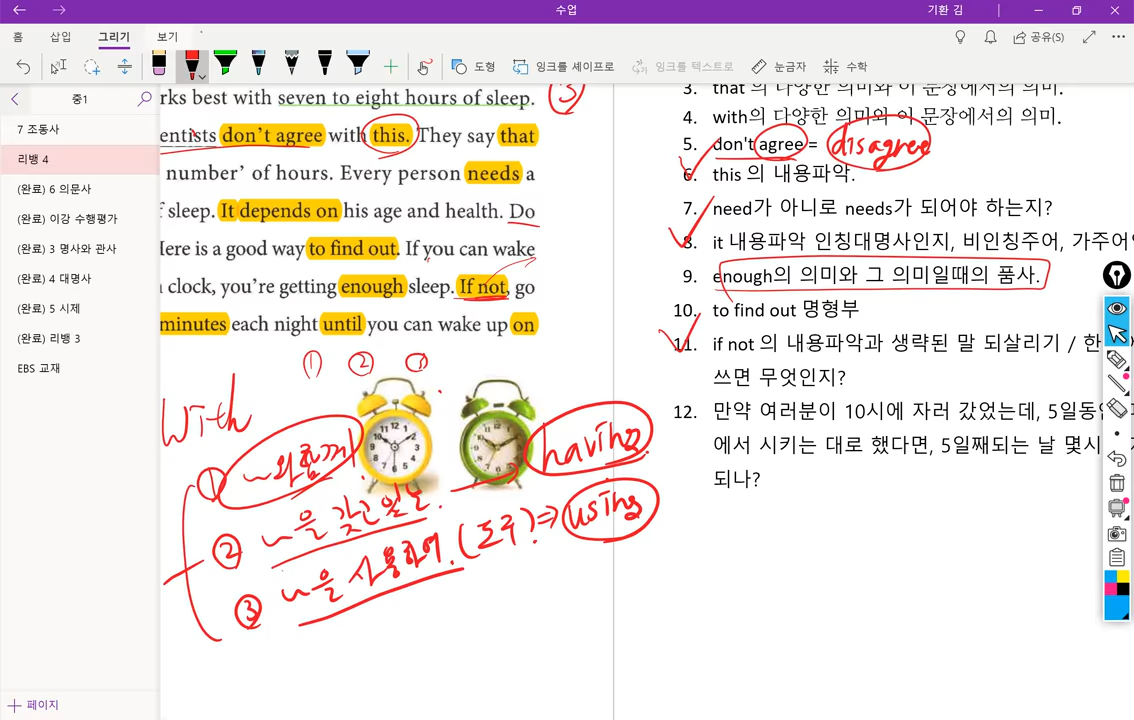 수업
기환 김
홈 삽입 그리기 보기
공유(S)
도형 잉크를 셰이프로 잉크를 텍스트로 눈금자 수학
중1
7 조동사
리뱅 4
(완료) 6 의문사
(완료) 이강 수행평가
(완료) 3 명사와 관사
(완료) 4 대명사
(완료) 5 시제
(완료) 리뱅 3
EBS 교재
페이지
rks best with seven to eight hours of sleep.
③
entists don't agree with this. They say that
number' of hours. Every person needs a
f sleep. It depends on his age and health. Do
Here is a good way to find out. If you can wake
clock, you're getting enough sleep. If not, go
minutes each night until you can wake up on
① ②
With
① ~와 함께
② ~을 갖고 있는 having
③ ~을 사용하여. (도구) ⇒ using
3. that의 다양한 의미와 이 문장에서의 의미.
4. with의 다양한 의미와 이 문장에서의 의미.
5. don't agree = disagree
6. this 의 내용파악.
7. need가 아니로 needs가 되어야 하는지?
8. it 내용파악 인칭대명사인지, 비인칭주어, 가주어
9. enough의 의미와 그 의미일때의 품사.
10. to find out 명형부
11. if not 의 내용파악과 생략된 말 되살리기 / 한
쓰면 무엇인지?
12. 만약 여러분이 10시에 자러 갔었는데, 5일동
에서 시키는 대로 했다면, 5일째되는 날 몇시
되나?